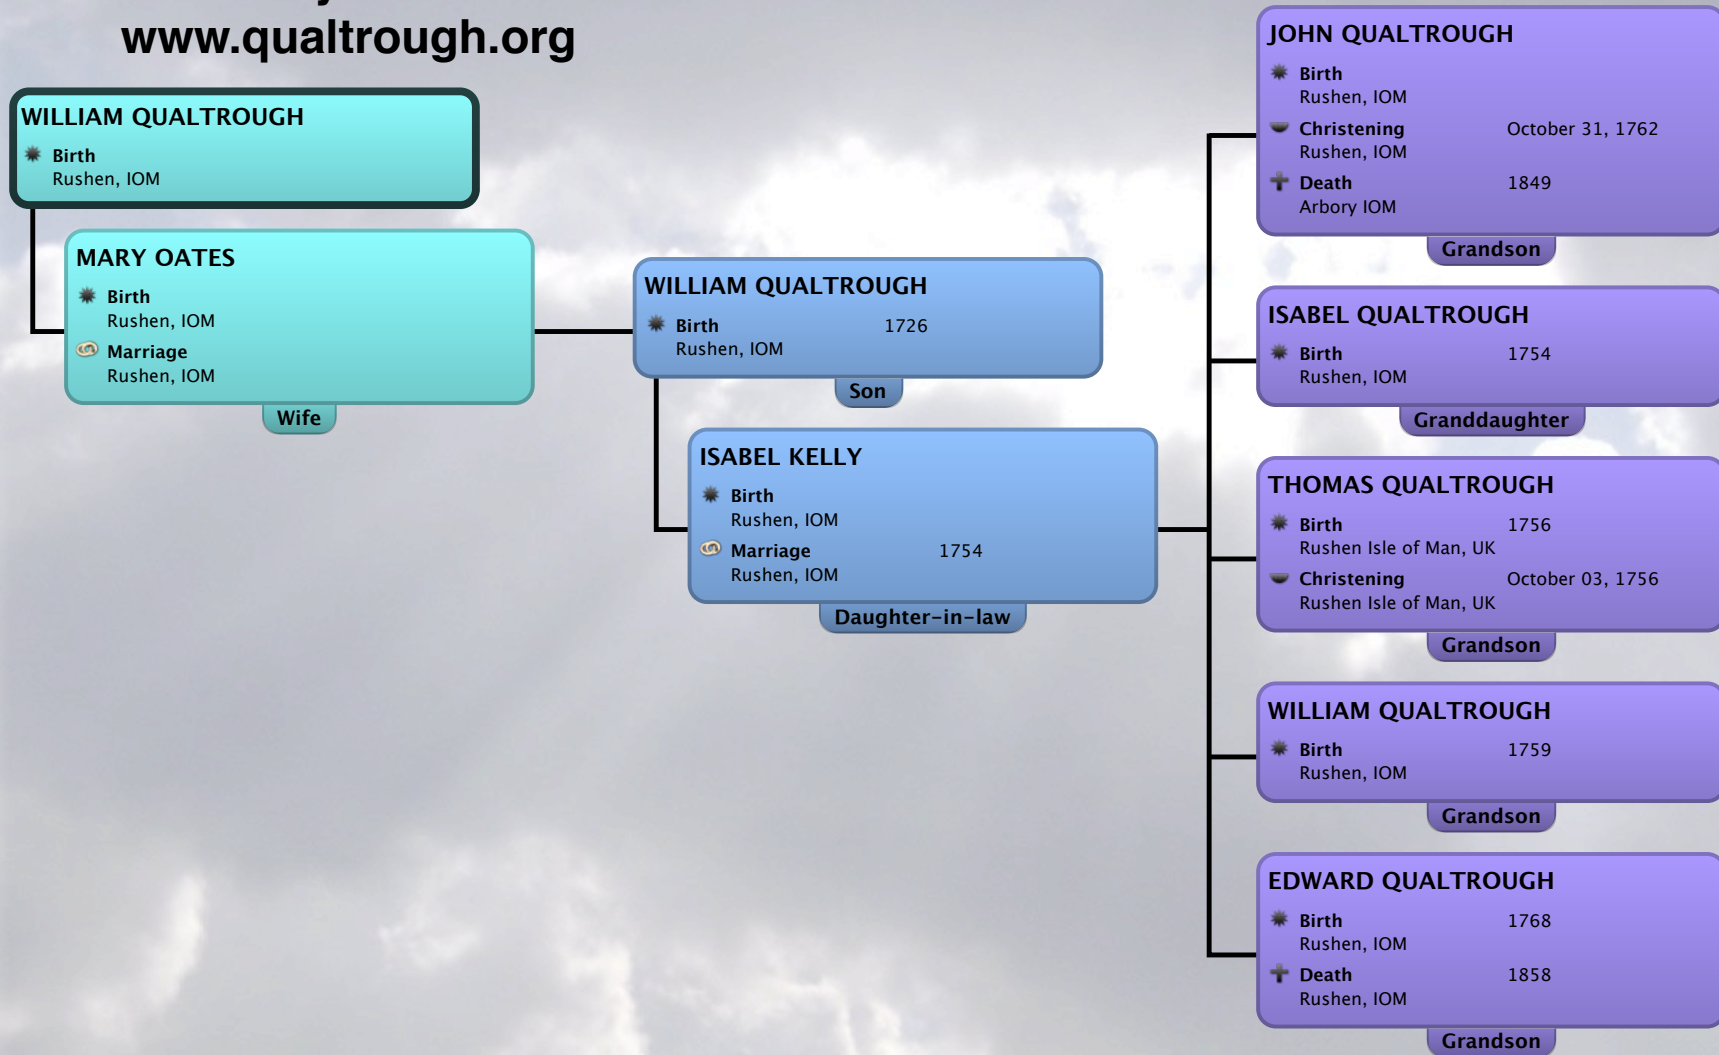 www.qualtrough.org
WILLIAM QUALTROUGH
Birth
Rushen, IOM
MARY OATES
Birth
Rushen, IOM
Marriage
Rushen, IOM
Wife
WILLIAM QUALTROUGH
Birth 1726
Rushen, IOM
Son
ISABEL KELLY
Birth
Rushen, IOM
Marriage 1754
Rushen, IOM
Daughter-in-law
JOHN QUALTROUGH
Birth
Rushen, IOM
Christening October 31, 1762
Rushen, IOM
Death 1849
Arbory IOM
Grandson
ISABEL QUALTROUGH
Birth 1754
Rushen, IOM
Granddaughter
THOMAS QUALTROUGH
Birth 1756
Rushen Isle of Man, UK
Christening October 03, 1756
Rushen Isle of Man, UK
Grandson
WILLIAM QUALTROUGH
Birth 1759
Rushen, IOM
Grandson
EDWARD QUALTROUGH
Birth 1768
Rushen, IOM
Death 1858
Rushen, IOM
Grandson